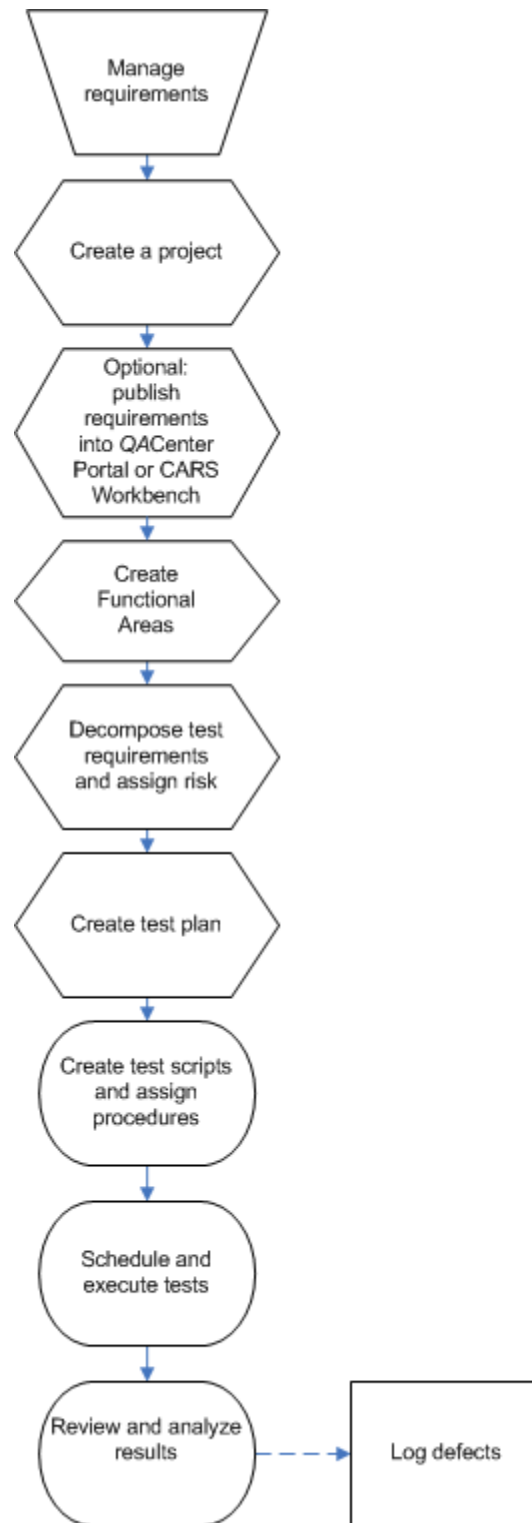 Manage
requirements
Create a project
Optional:
publish
requirements
into QACenter
Portal or CARS
Workbench
Create
Functional
Areas
Decompose test
requirements
and assign risk
Create test plan
Create test scripts
and assign
procedures
Schedule and
execute tests
Review and analyze
results
Log defects